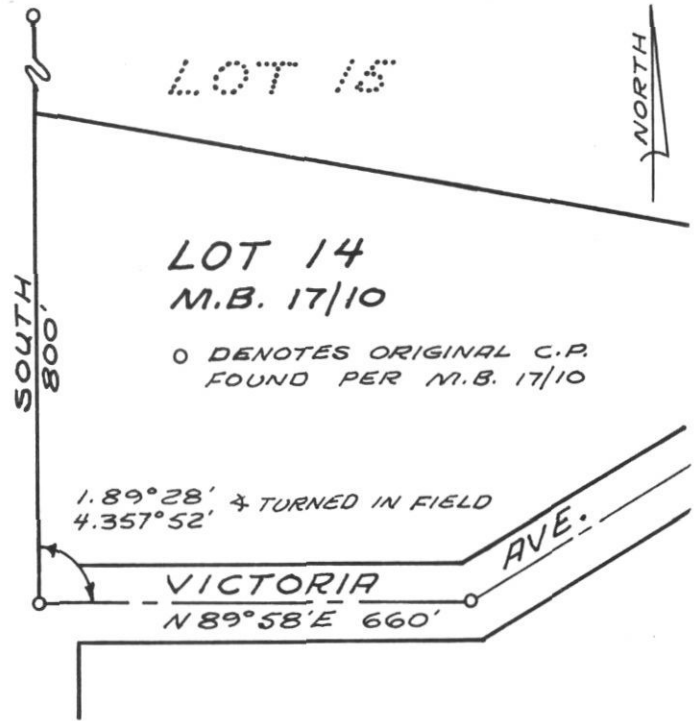 LOT 15
NORTH
LOT 14
M.B. 17/10
O DENOTES ORIGINAL C.P.
FOUND PER M.B. 17/10
SOUTH
800'
1.89°28' ∡ TURNED IN FIELD
4.357°52'
VICTORIA
AVE.
N 89°58'E 660'